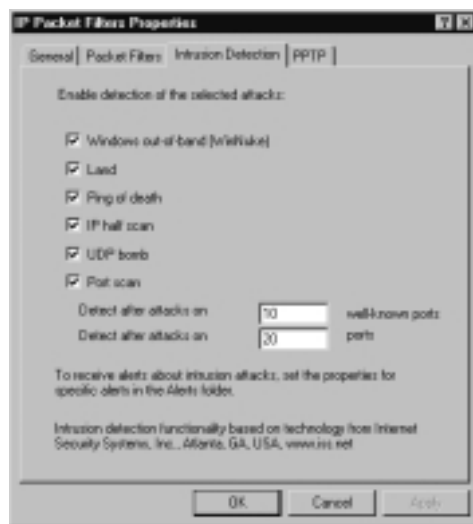 IP Packet Filters Properties
General Packet Filters Intrusion Detection PPTP
Enable detection of the selected attacks:
Windows out-of-band (WinNuke)
Land
Ping of death
IP half scan
UDP bomb
Port scan
Detect after attacks on 10 well-known ports
Detect after attacks on 20 ports
To receive alerts about intrusion attacks, set the properties for
specific alerts in the Alerts folder.
Intrusion detection functionality based on technology from Internet
Security Systems, Inc., Atlanta, GA, USA, www.iss.net
OK Cancel Apply